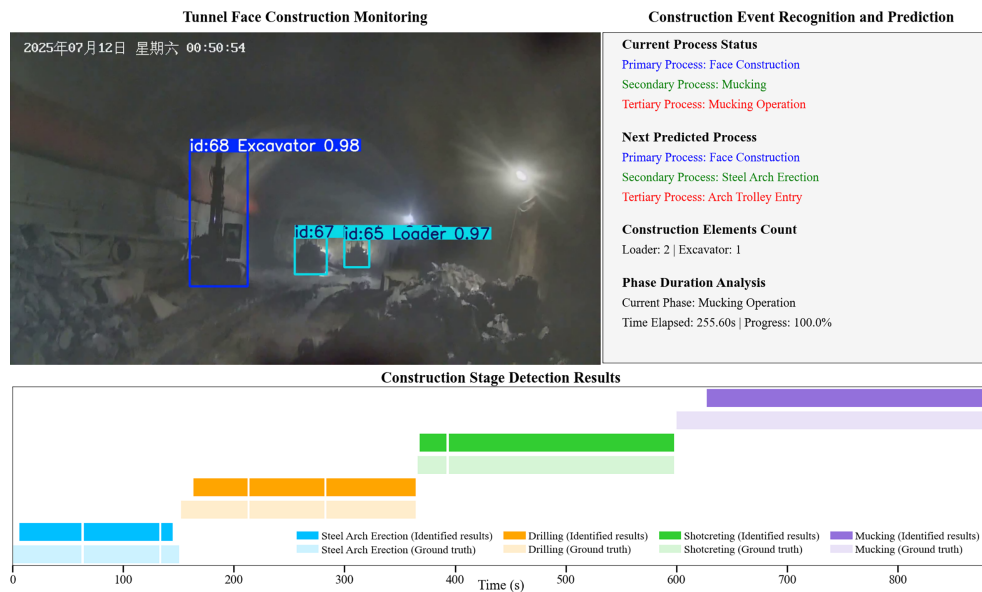 Tunnel Face Construction Monitoring
Construction Event Recognition and Prediction
2025年07月12日 星期六 00:50:54
id:68 Excavator 0.98
id:67
id:65 Loader 0.97
Current Process Status
Primary Process: Face Construction
Secondary Process: Mucking
Tertiary Process: Mucking Operation
Next Predicted Process
Primary Process: Face Construction
Secondary Process: Steel Arch Erection
Tertiary Process: Arch Trolley Entry
Construction Elements Count
Loader: 2 | Excavator: 1
Phase Duration Analysis
Current Phase: Mucking Operation
Time Elapsed: 255.60s | Progress: 100.0%
Construction Stage Detection Results
Steel Arch Erection (Identified results)
Drilling (Identified results)
Shotcreting (Identified results)
Mucking (Identified results)
Steel Arch Erection (Ground truth)
Drilling (Ground truth)
Shotcreting (Ground truth)
Mucking (Ground truth)
0 100 200 300 400 500 600 700 800
Time (s)